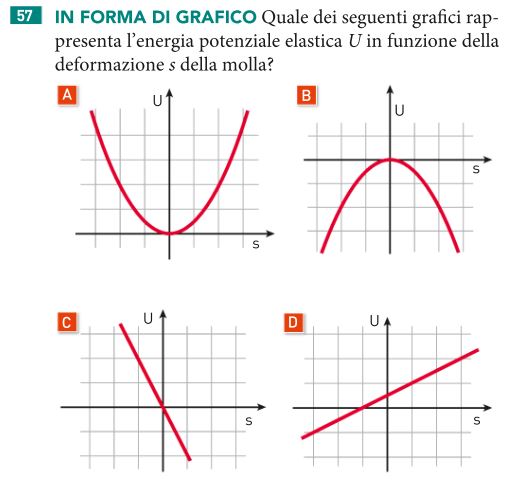 57 IN FORMA DI GRAFICO Quale dei seguenti grafici rap-
presenta l'energia potenziale elastica U in funzione della
deformazione s della molla?
A
U
s
B
U
s
C
U
s
D
U
s